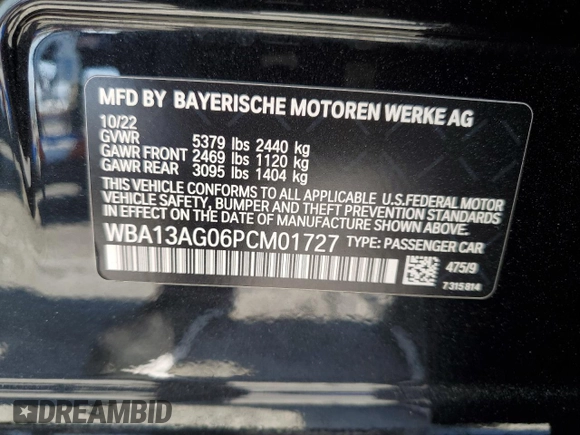 MFD BY BAYERISCHE MOTOREN WERKE AG
10/22
GVWR 5379 lbs 2440 kg
GAWR FRONT 2469 lbs 1120 kg
GAWR REAR 3095 lbs 1404 kg
THIS VEHICLE CONFORMS TO ALL APPLICABLE U.S.FEDERAL MOTOR
VEHICLE SAFETY, BUMPER AND THEFT PREVENTION STANDARDS
IN EFFECT ON THE DATE OF MANUFACTURE SHOWN ABOVE.
WBA13AG06PCM01727 TYPE: PASSENGER CAR
475/9
7315814
DREAMBID